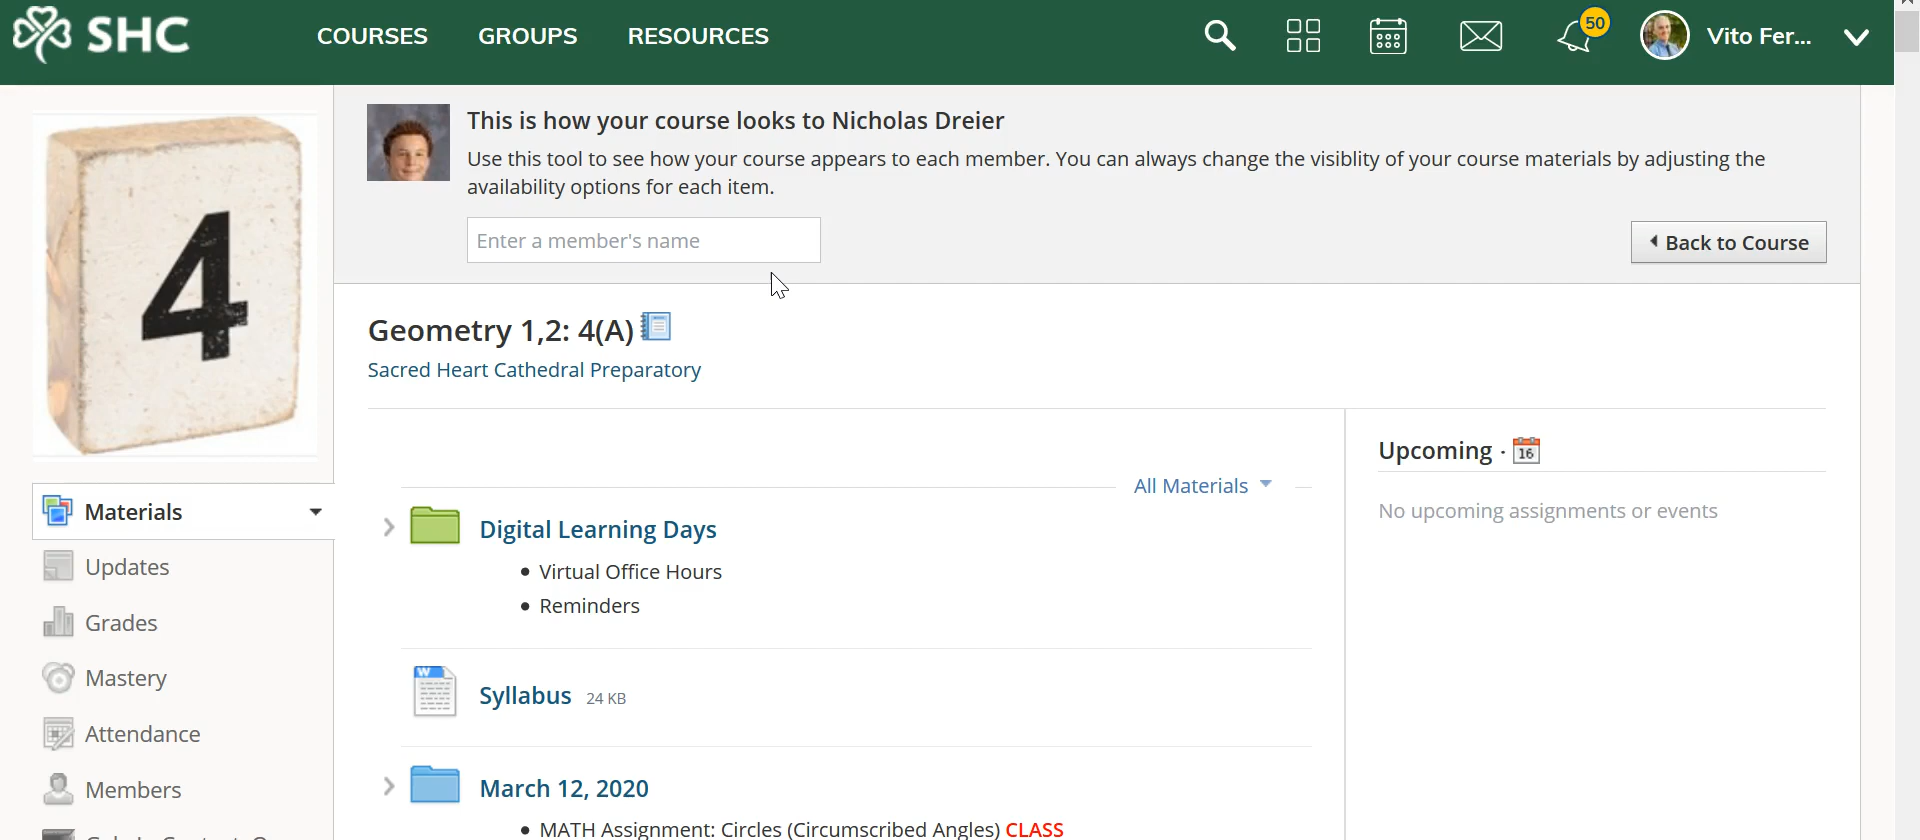 SHC
COURSES GROUPS RESOURCES
50
Vito Fer...
This is how your course looks to Nicholas Dreier
Use this tool to see how your course appears to each member. You can always change the visiblity of your course materials by adjusting the
availability options for each item.
Enter a member's name
Back to Course
4
Geometry 1,2: 4(A)
Sacred Heart Cathedral Preparatory
Materials
Updates
Grades
Mastery
Attendance
Members
All Materials
Digital Learning Days
• Virtual Office Hours
• Reminders
W
Syllabus 24 KB
March 12, 2020
• MATH Assignment: Circles (Circumscribed Angles) CLASS
Upcoming · 16
No upcoming assignments or events